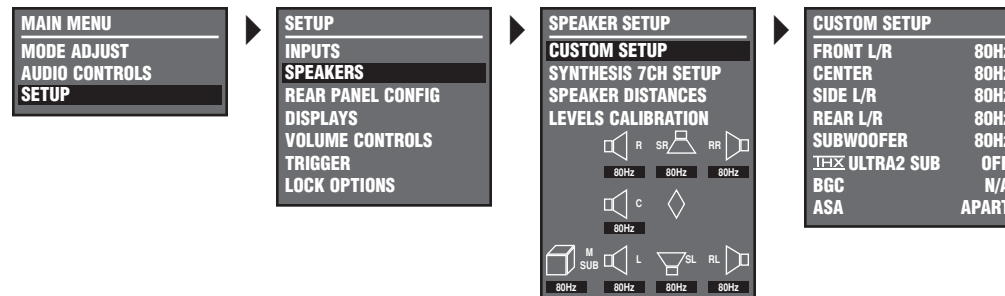 MAIN MENU
MODE ADJUST
AUDIO CONTROLS
SETUP
SETUP
INPUTS
SPEAKERS
REAR PANEL CONFIG
DISPLAYS
VOLUME CONTROLS
TRIGGER
LOCK OPTIONS
SPEAKER SETUP
CUSTOM SETUP
SYNTHESIS 7CH SETUP
SPEAKER DISTANCES
LEVELS CALIBRATION
R SR RR
80Hz 80Hz 80Hz
C
80Hz
M SUB L SL RL
80Hz 80Hz 80Hz 80Hz
CUSTOM SETUP
FRONT L/R 80Hz
CENTER 80Hz
SIDE L/R 80Hz
REAR L/R 80Hz
SUBWOOFER 80Hz
THX ULTRA2 SUB OFF
BGC N/A
ASA APART